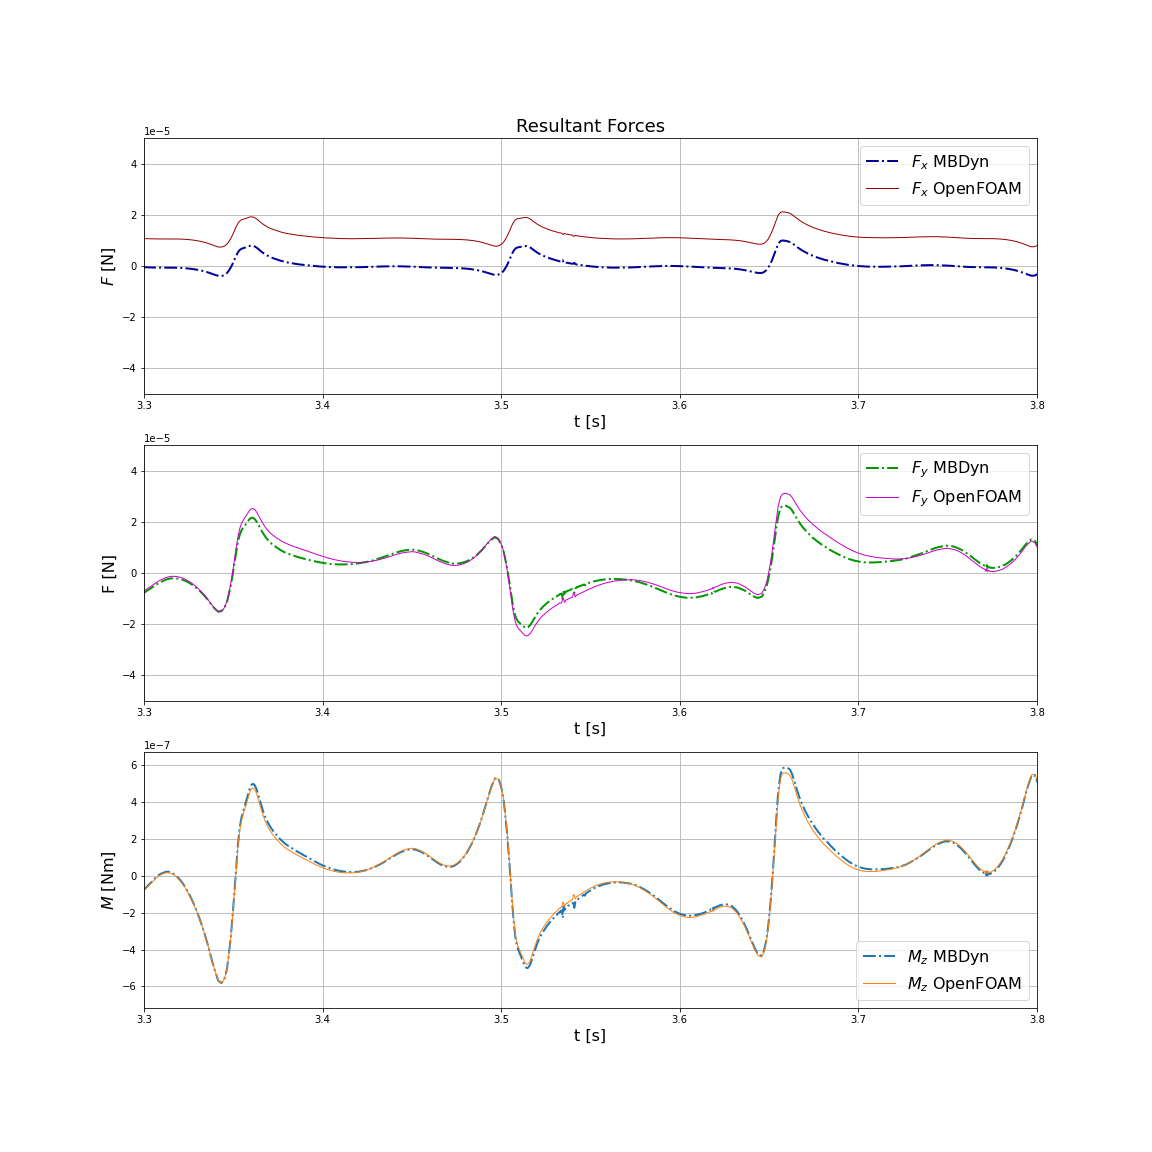 Resultant Forces
1e−5
4
2
0
−2
−4
F [N]
F_x MBDyn
F_x OpenFOAM
3.3 3.4 3.5 3.6 3.7 3.8
t [s]
1e−5
4
2
0
−2
−4
F [N]
F_y MBDyn
F_y OpenFOAM
3.3 3.4 3.5 3.6 3.7 3.8
t [s]
1e−7
6
4
2
0
−2
−4
−6
M [Nm]
M_z MBDyn
M_z OpenFOAM
3.3 3.4 3.5 3.6 3.7 3.8
t [s]